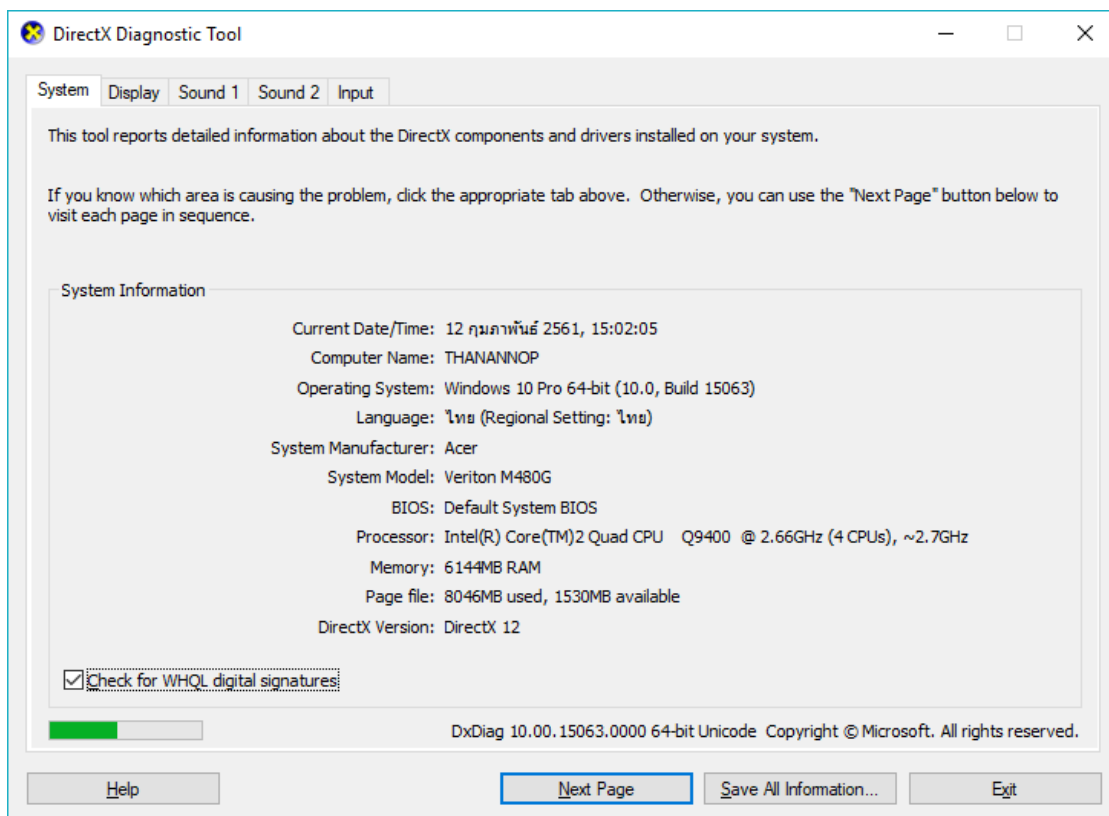 DirectX Diagnostic Tool
System Display Sound 1 Sound 2 Input
This tool reports detailed information about the DirectX components and drivers installed on your system.
If you know which area is causing the problem, click the appropriate tab above. Otherwise, you can use the "Next Page" button below to
visit each page in sequence.
System Information
Current Date/Time: 12 กุมภาพันธ์ 2561, 15:02:05
Computer Name: THANANNOP
Operating System: Windows 10 Pro 64-bit (10.0, Build 15063)
Language: ไทย (Regional Setting: ไทย)
System Manufacturer: Acer
System Model: Veriton M480G
BIOS: Default System BIOS
Processor: Intel(R) Core(TM)2 Quad CPU Q9400 @ 2.66GHz (4 CPUs), ~2.7GHz
Memory: 6144MB RAM
Page file: 8046MB used, 1530MB available
DirectX Version: DirectX 12
Check for WHQL digital signatures
DxDiag 10.00.15063.0000 64-bit Unicode Copyright © Microsoft. All rights reserved.
Help Next Page Save All Information... Exit